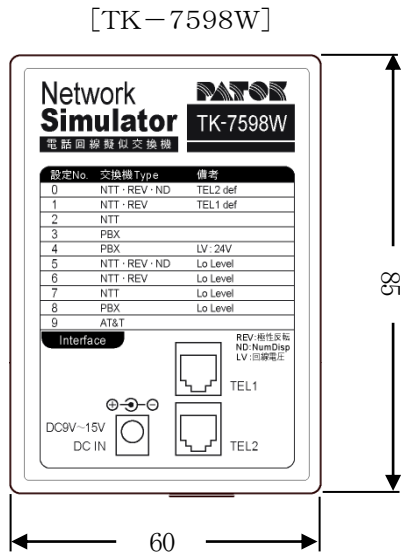 [TK－7598W]
Network
Simulator
電話回線擬似交換機
PATOK
TK-7598W
設定No. 交換機Type 備考
0 NTT・REV・ND TEL2 def
1 NTT・REV TEL1 def
2 NTT
3 PBX
4 PBX LV : 24V
5 NTT・REV・ND Lo Level
6 NTT・REV Lo Level
7 NTT Lo Level
8 PBX Lo Level
9 AT&T
Interface
REV:極性反転
ND:NumDisp
LV:回線電圧
TEL1
DC9V～15V
DC IN
TEL2
85
60